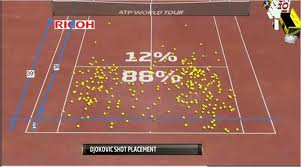 ATP WORLD TOUR
RICOH
12%
88%
DJOKOVIC SHOT PLACEMENT